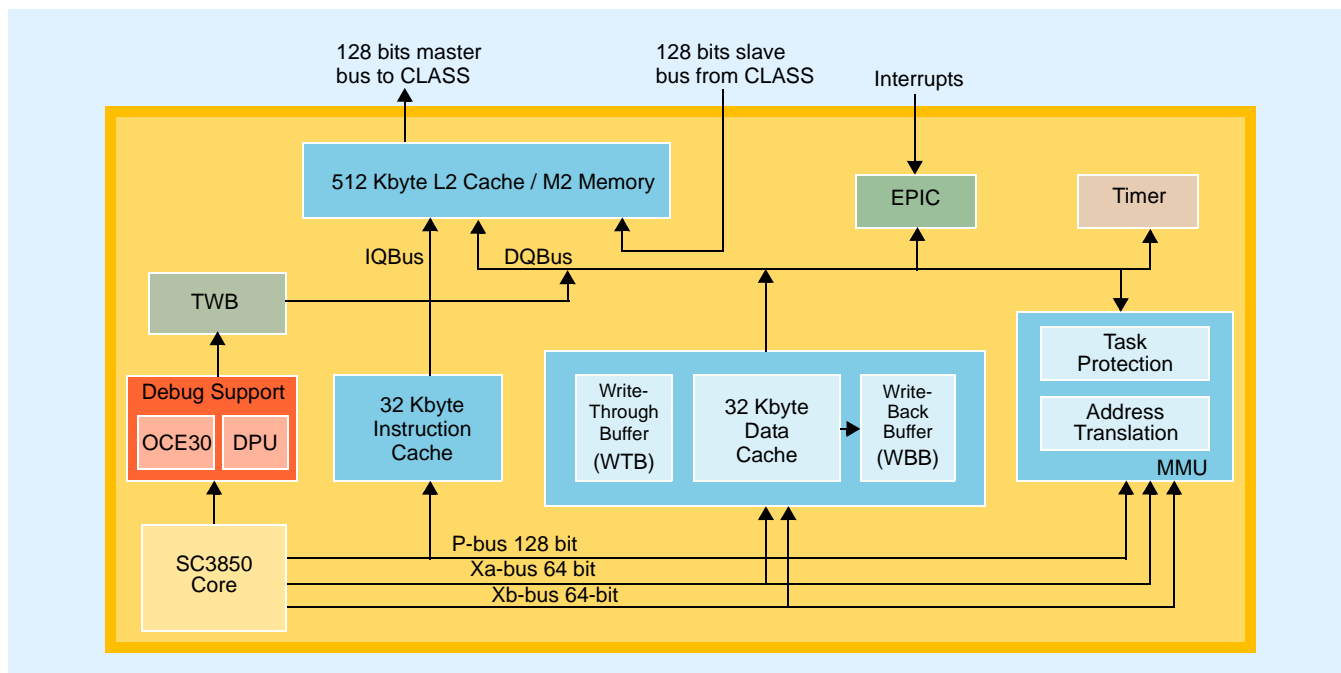 128 bits master
bus to CLASS
128 bits slave
bus from CLASS
Interrupts
512 Kbyte L2 Cache / M2 Memory
EPIC
Timer
IQBus
DQBus
TWB
Task
Protection
Address
Translation
MMU
Debug Support
OCE30
DPU
32 Kbyte
Instruction
Cache
Write-
Through
Buffer
(WTB)
32 Kbyte
Data
Cache
Write-
Back
Buffer
(WBB)
SC3850
Core
P-bus 128 bit
Xa-bus 64 bit
Xb-bus 64-bit